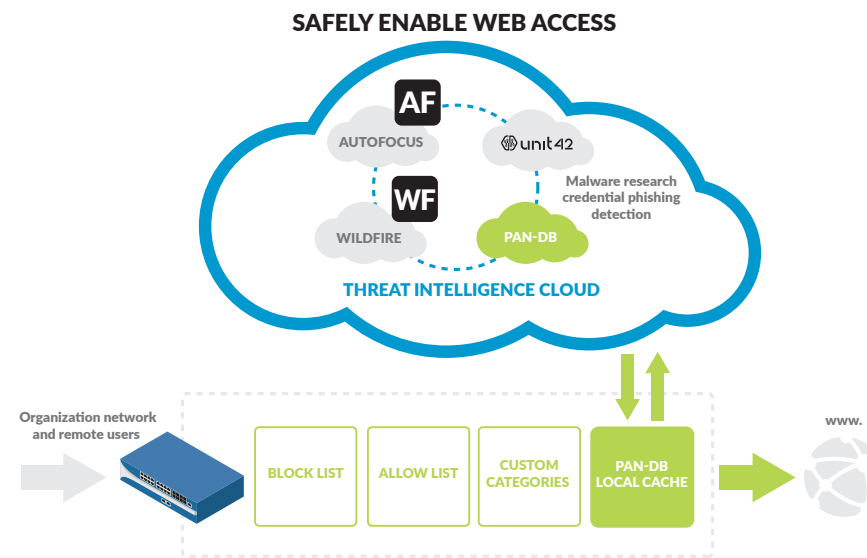 SAFELY ENABLE WEB ACCESS
AF
AUTOFOCUS
unit42
Malware research
credential phishing
detection
WF
WILDFIRE
PAN-DB
THREAT INTELLIGENCE CLOUD
Organization network
and remote users
BLOCK LIST
ALLOW LIST
CUSTOM
CATEGORIES
PAN-DB
LOCAL CACHE
www.